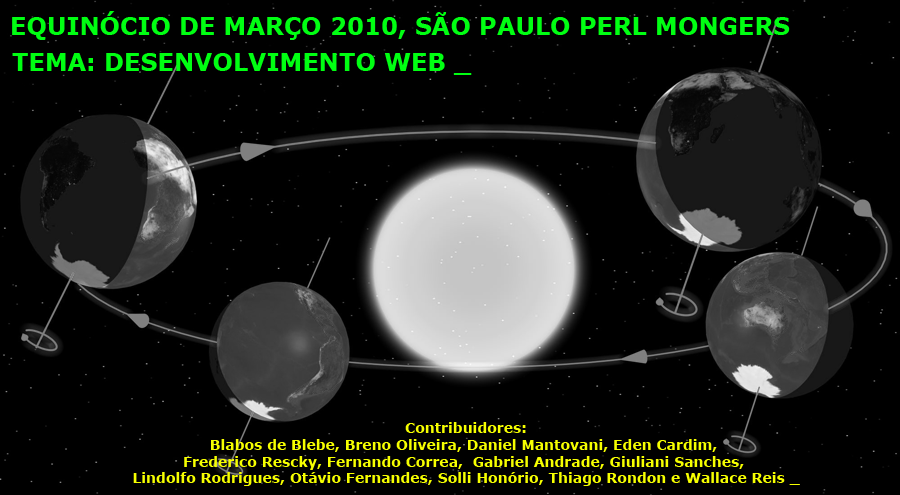 EQUINÓCIO DE MARÇO 2010, SÃO PAULO PERL MONGERS
TEMA: DESENVOLVIMENTO WEB _
Contribuidores:
Blabos de Blebe, Breno Oliveira, Daniel Mantovani, Eden Cardim,
Frederico Rescky, Fernando Correa, Gabriel Andrade, Giuliani Sanches,
Lindolfo Rodrigues, Otávio Fernandes, Solli Honório, Thiago Rondon e Wallace Reis _